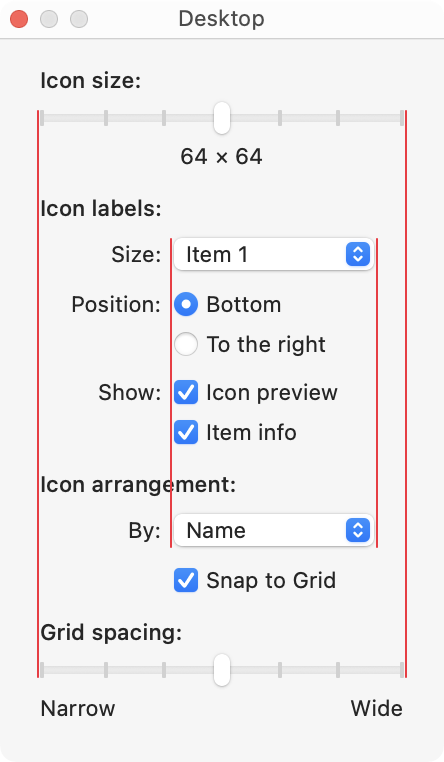 Desktop
Icon size:
64 × 64
Icon labels:
Size: Item 1
Position: Bottom
To the right
Show: Icon preview
Item info
Icon arrangement:
By: Name
Snap to Grid
Grid spacing:
Narrow Wide